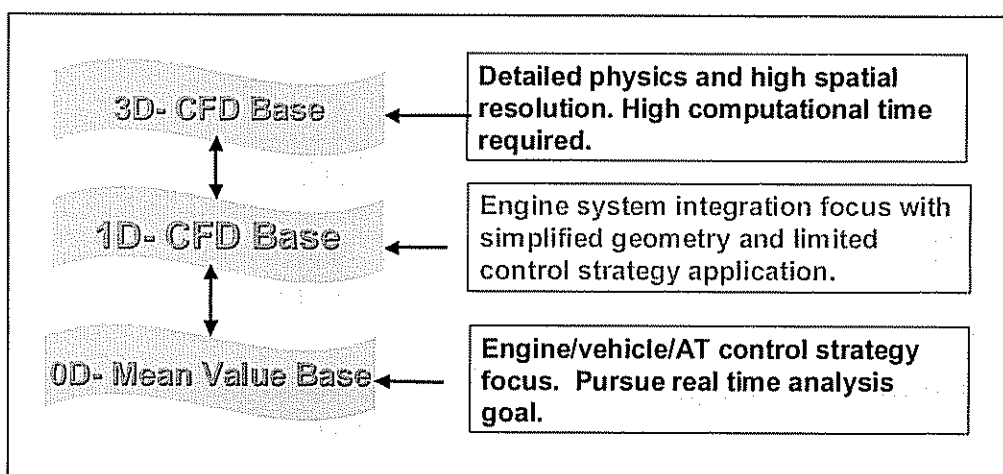 3D- CFD Base
Detailed physics and high spatial
resolution. High computational time
required.
1D- CFD Base
Engine system integration focus with
simplified geometry and limited
control strategy application.
0D- Mean Value Base
Engine/vehicle/AT control strategy
focus. Pursue real time analysis
goal.